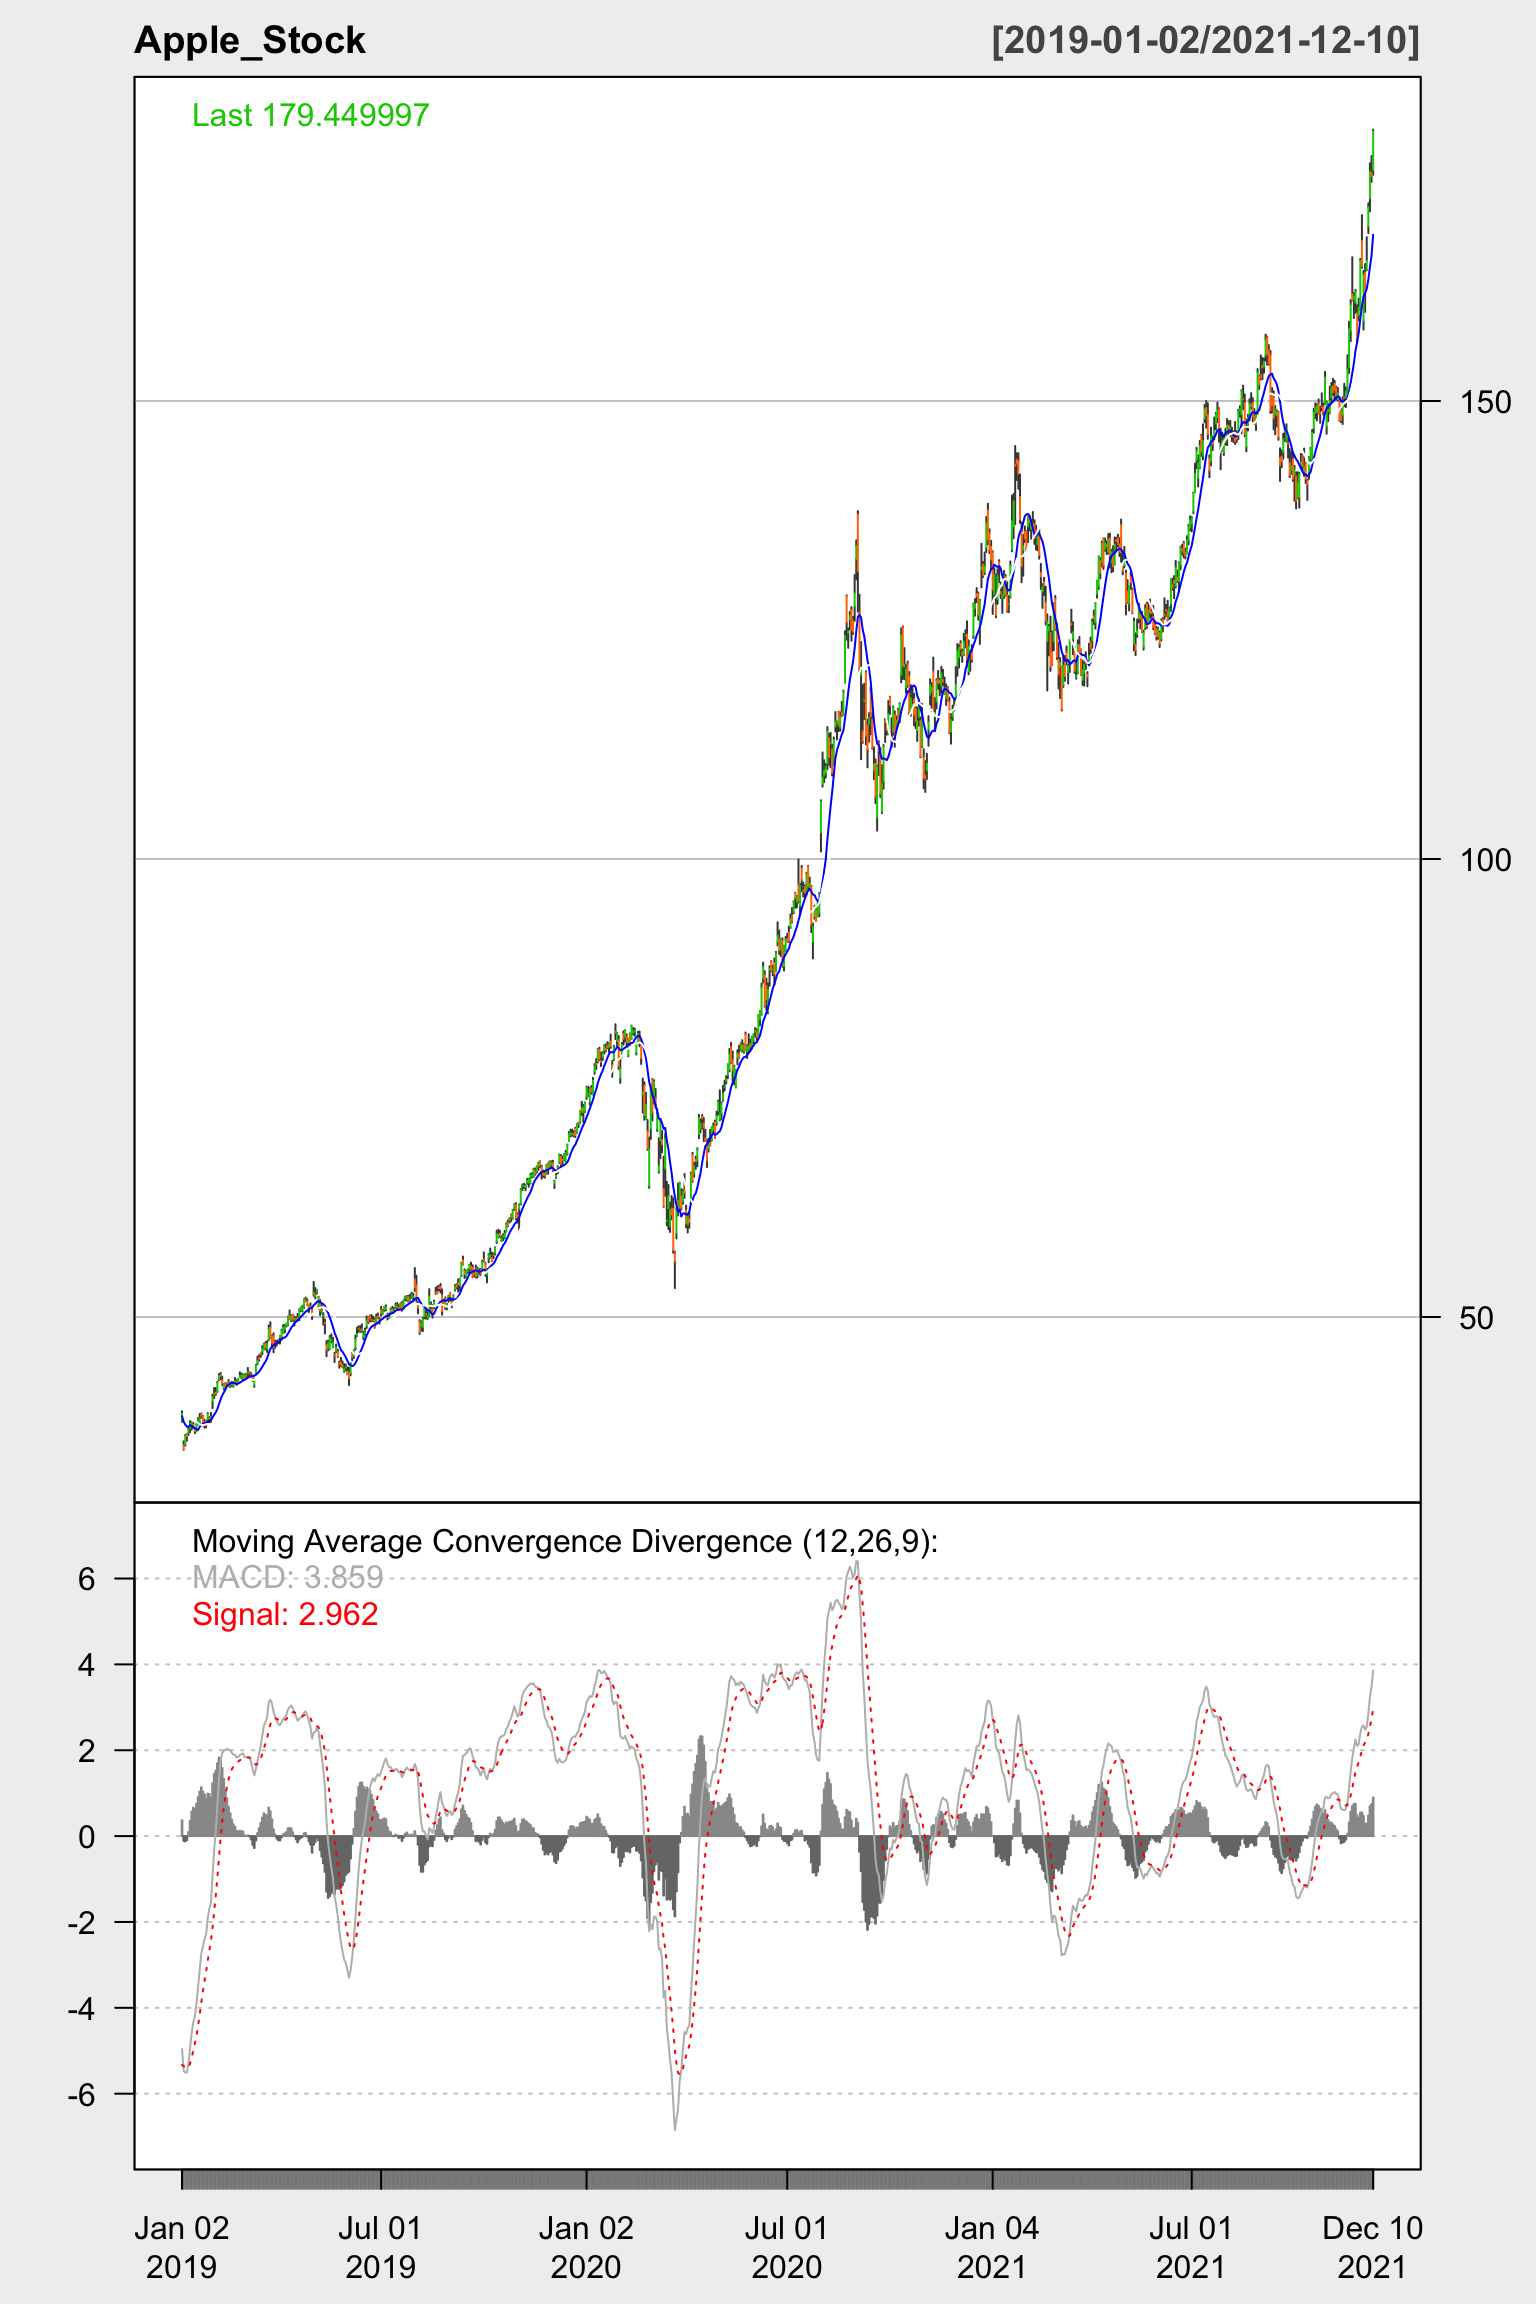 Apple_Stock
[2019-01-02/2021-12-10]
Last 179.449997
150
100
50
Moving Average Convergence Divergence (12,26,9):
MACD: 3.859
Signal: 2.962
6
4
2
0
-2
-4
-6
Jan 02 Jul 01 Jan 02 Jul 01 Jan 04 Jul 01 Dec 10
2019 2019 2020 2020 2021 2021 2021